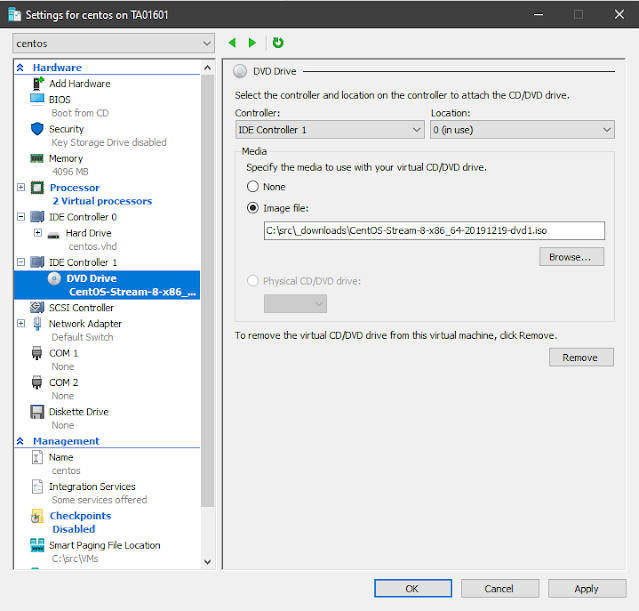 Settings for centos on TA01601
centos
Hardware
Add Hardware
BIOS
Boot from CD
Security
Key Storage Drive disabled
Memory
4096 MB
Processor
2 Virtual processors
IDE Controller 0
Hard Drive
centos.vhd
IDE Controller 1
DVD Drive
CentOS-Stream-8-x86_...
SCSI Controller
Network Adapter
Default Switch
COM 1
None
COM 2
None
Diskette Drive
None
Management
Name
centos
Integration Services
Some services offered
Checkpoints
Disabled
Smart Paging File Location
C:\src\VMs
DVD Drive
Select the controller and location on the controller to attach the CD/DVD drive.
Controller: Location:
IDE Controller 1 0 (in use)
Media
Specify the media to use with your virtual CD/DVD drive.
None
Image file:
C:\src\_downloads\CentOS-Stream-8-x86_64-20191219-dvd1.iso
Browse...
Physical CD/DVD drive:
To remove the virtual CD/DVD drive from this virtual machine, click Remove.
Remove
OK Cancel Apply